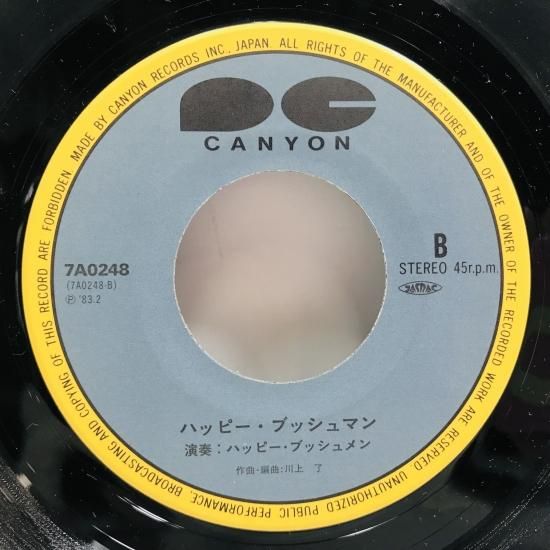 MADE BY CANYON RECORDS INC., JAPAN. ALL RIGHTS OF THE MANUFACTURER AND OF THE OWNER OF THE RECORDED WORK ARE RESERVED. UNAUTHORIZED PUBLIC PERFORMANCE, BROADCASTING AND COPYING OF THIS RECORD ARE FORBIDDEN
CANYON
7A0248
(7A0248-B)
Ⓟ '83.2
B
STEREO 45r.p.m.
ハッピー・ブッシュマン
演奏：ハッピー・ブッシュメン
作曲・編曲：川上 了